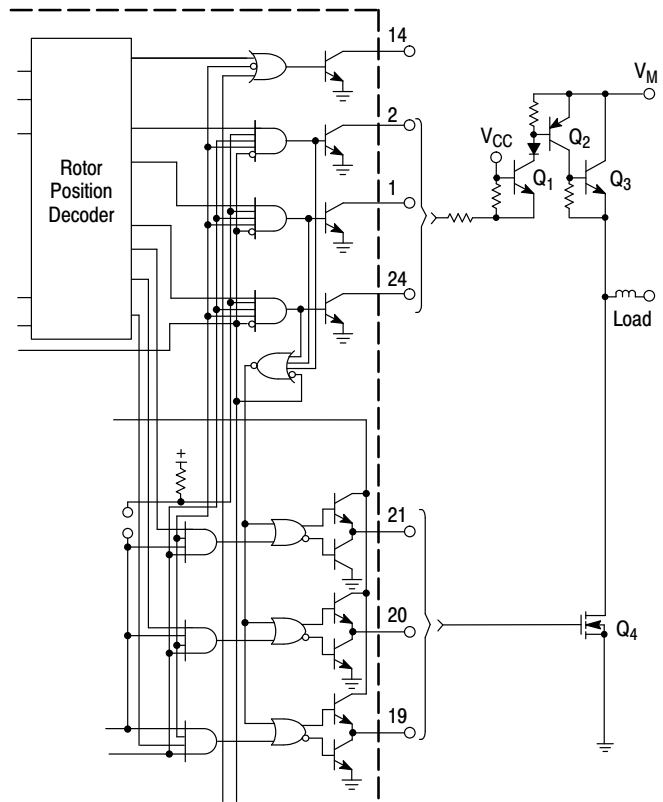 14
V_M
2
V_CC
Q_2
Rotor
Position
Decoder
1
Q_1
Q_3
24
Load
+
21
20
Q_4
19